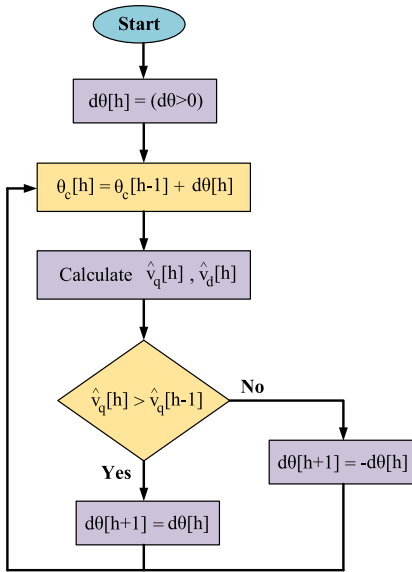 Start
dθ[h] = (dθ>0)
θc[h] = θc[h-1] + dθ[h]
Calculate v̂q[h] , v̂d[h]
v̂q[h] > v̂q[h-1]
No
Yes
dθ[h+1] = -dθ[h]
dθ[h+1] = dθ[h]